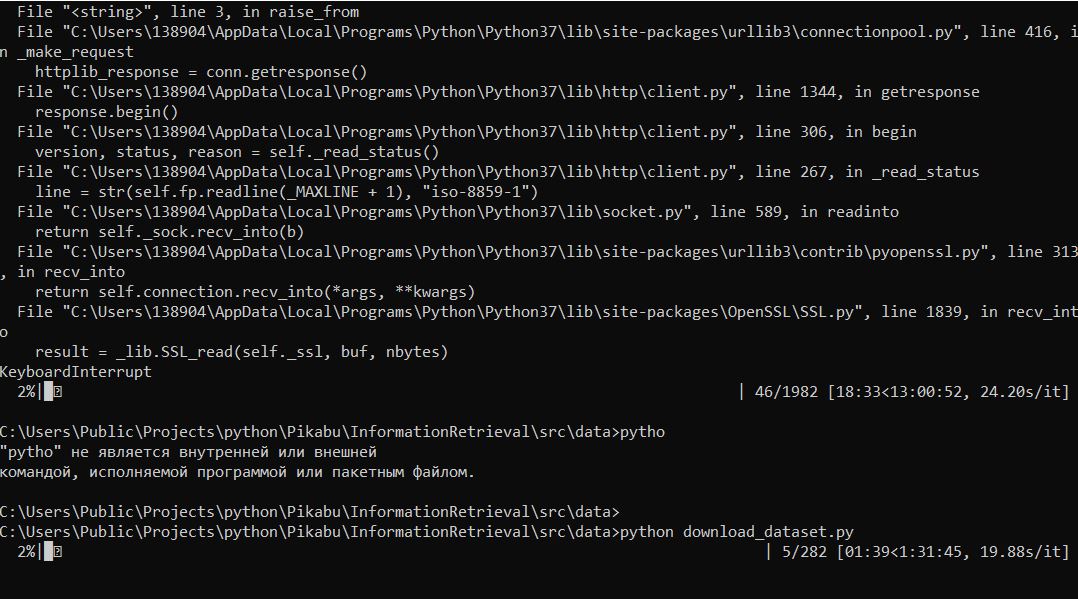 File "<string>", line 3, in raise_from
File "C:\Users\138904\AppData\Local\Programs\Python\Python37\lib\site-packages\urllib3\connectionpool.py", line 416, i
n _make_request
httplib_response = conn.getresponse()
File "C:\Users\138904\AppData\Local\Programs\Python\Python37\lib\http\client.py", line 1344, in getresponse
response.begin()
File "C:\Users\138904\AppData\Local\Programs\Python\Python37\lib\http\client.py", line 306, in begin
version, status, reason = self._read_status()
File "C:\Users\138904\AppData\Local\Programs\Python\Python37\lib\http\client.py", line 267, in _read_status
line = str(self.fp.readline(_MAXLINE + 1), "iso-8859-1")
File "C:\Users\138904\AppData\Local\Programs\Python\Python37\lib\socket.py", line 589, in readinto
return self._sock.recv_into(b)
File "C:\Users\138904\AppData\Local\Programs\Python\Python37\lib\site-packages\urllib3\contrib\pyopenssl.py", line 313
, in recv_into
return self.connection.recv_into(*args, **kwargs)
File "C:\Users\138904\AppData\Local\Programs\Python\Python37\lib\site-packages\OpenSSL\SSL.py", line 1839, in recv_int
o
result = _lib.SSL_read(self._ssl, buf, nbytes)
KeyboardInterrupt
2%|█⍰ | 46/1982 [18:33<13:00:52, 24.20s/it]
C:\Users\Public\Projects\python\Pikabu\InformationRetrieval\src\data>pytho
"pytho" не является внутренней или внешней
командой, исполняемой программой или пакетным файлом.
C:\Users\Public\Projects\python\Pikabu\InformationRetrieval\src\data>
C:\Users\Public\Projects\python\Pikabu\InformationRetrieval\src\data>python download_dataset.py
2%|█⍰ | 5/282 [01:39<1:31:45, 19.88s/it]